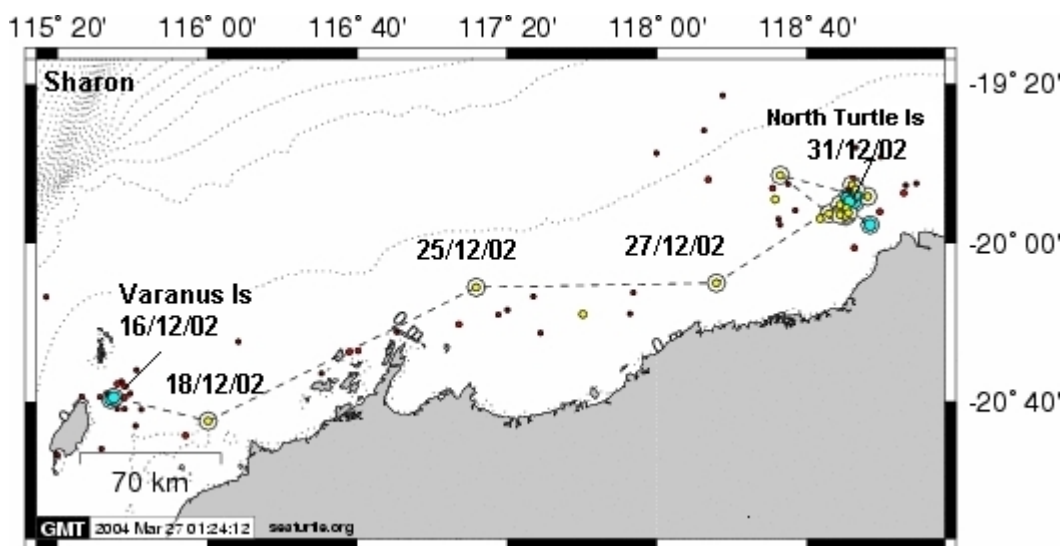 115˚ 20' 116˚ 00' 116˚ 40' 117˚ 20' 118˚ 00' 118˚ 40'
Sharon
-19˚ 20'
North Turtle Is
31/12/02
-20˚ 00'
25/12/02
27/12/02
Varanus Is
16/12/02
18/12/02
-20˚ 40'
70 km
GMT 2004 Mar 27 01:24:12 seaturtle.org